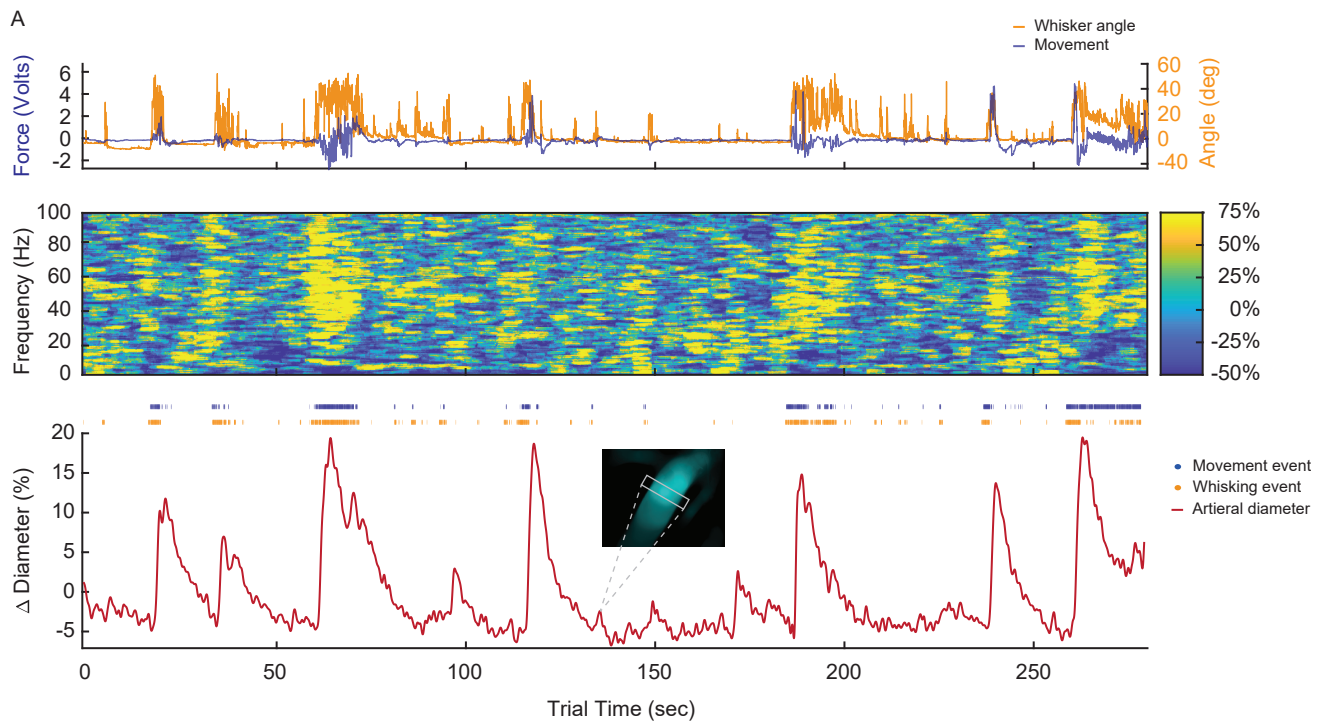 A
Whisker angle
Movement
Force (Volts)
6
4
2
0
-2
60
40
20
0
-40
Angle (deg)
Frequency (Hz)
100
80
60
40
20
0
75%
50%
25%
0%
-25%
-50%
Δ Diameter (%)
20
15
10
5
0
-5
Movement event
Whisking event
Artieral diameter
0 50 100 150 200 250
Trial Time (sec)